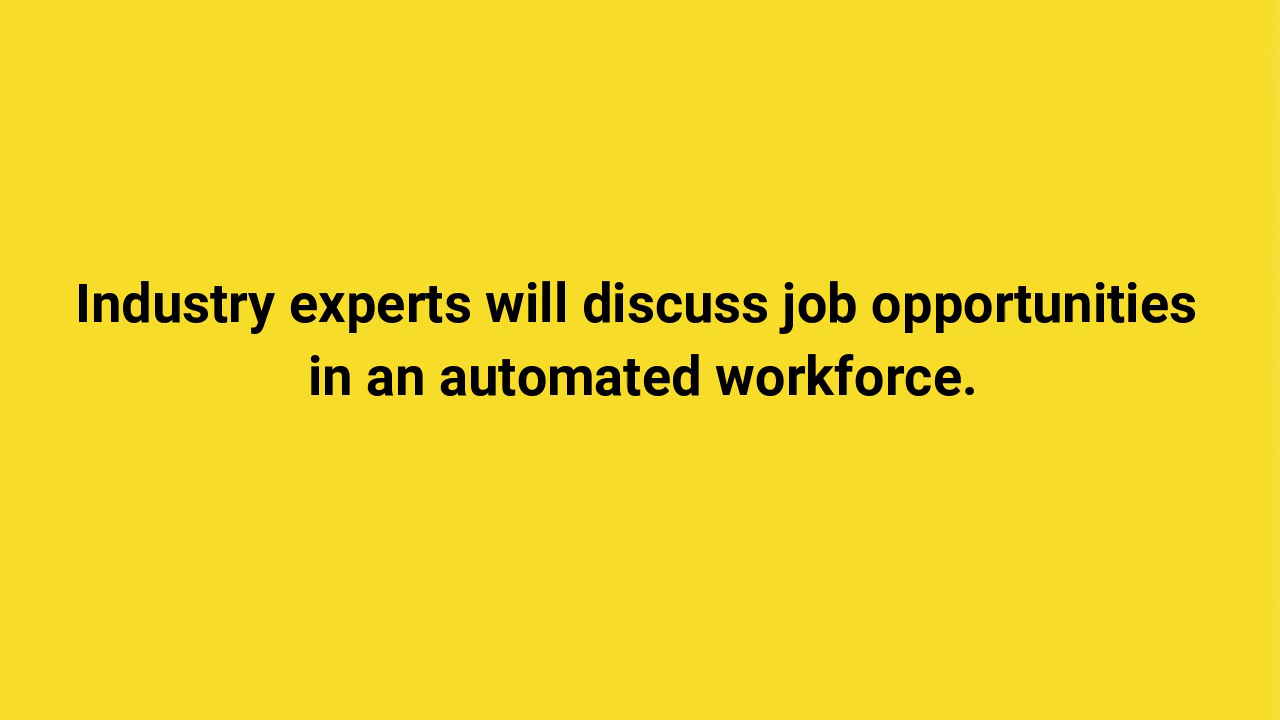 Industry experts will discuss job opportunities
in an automated workforce.